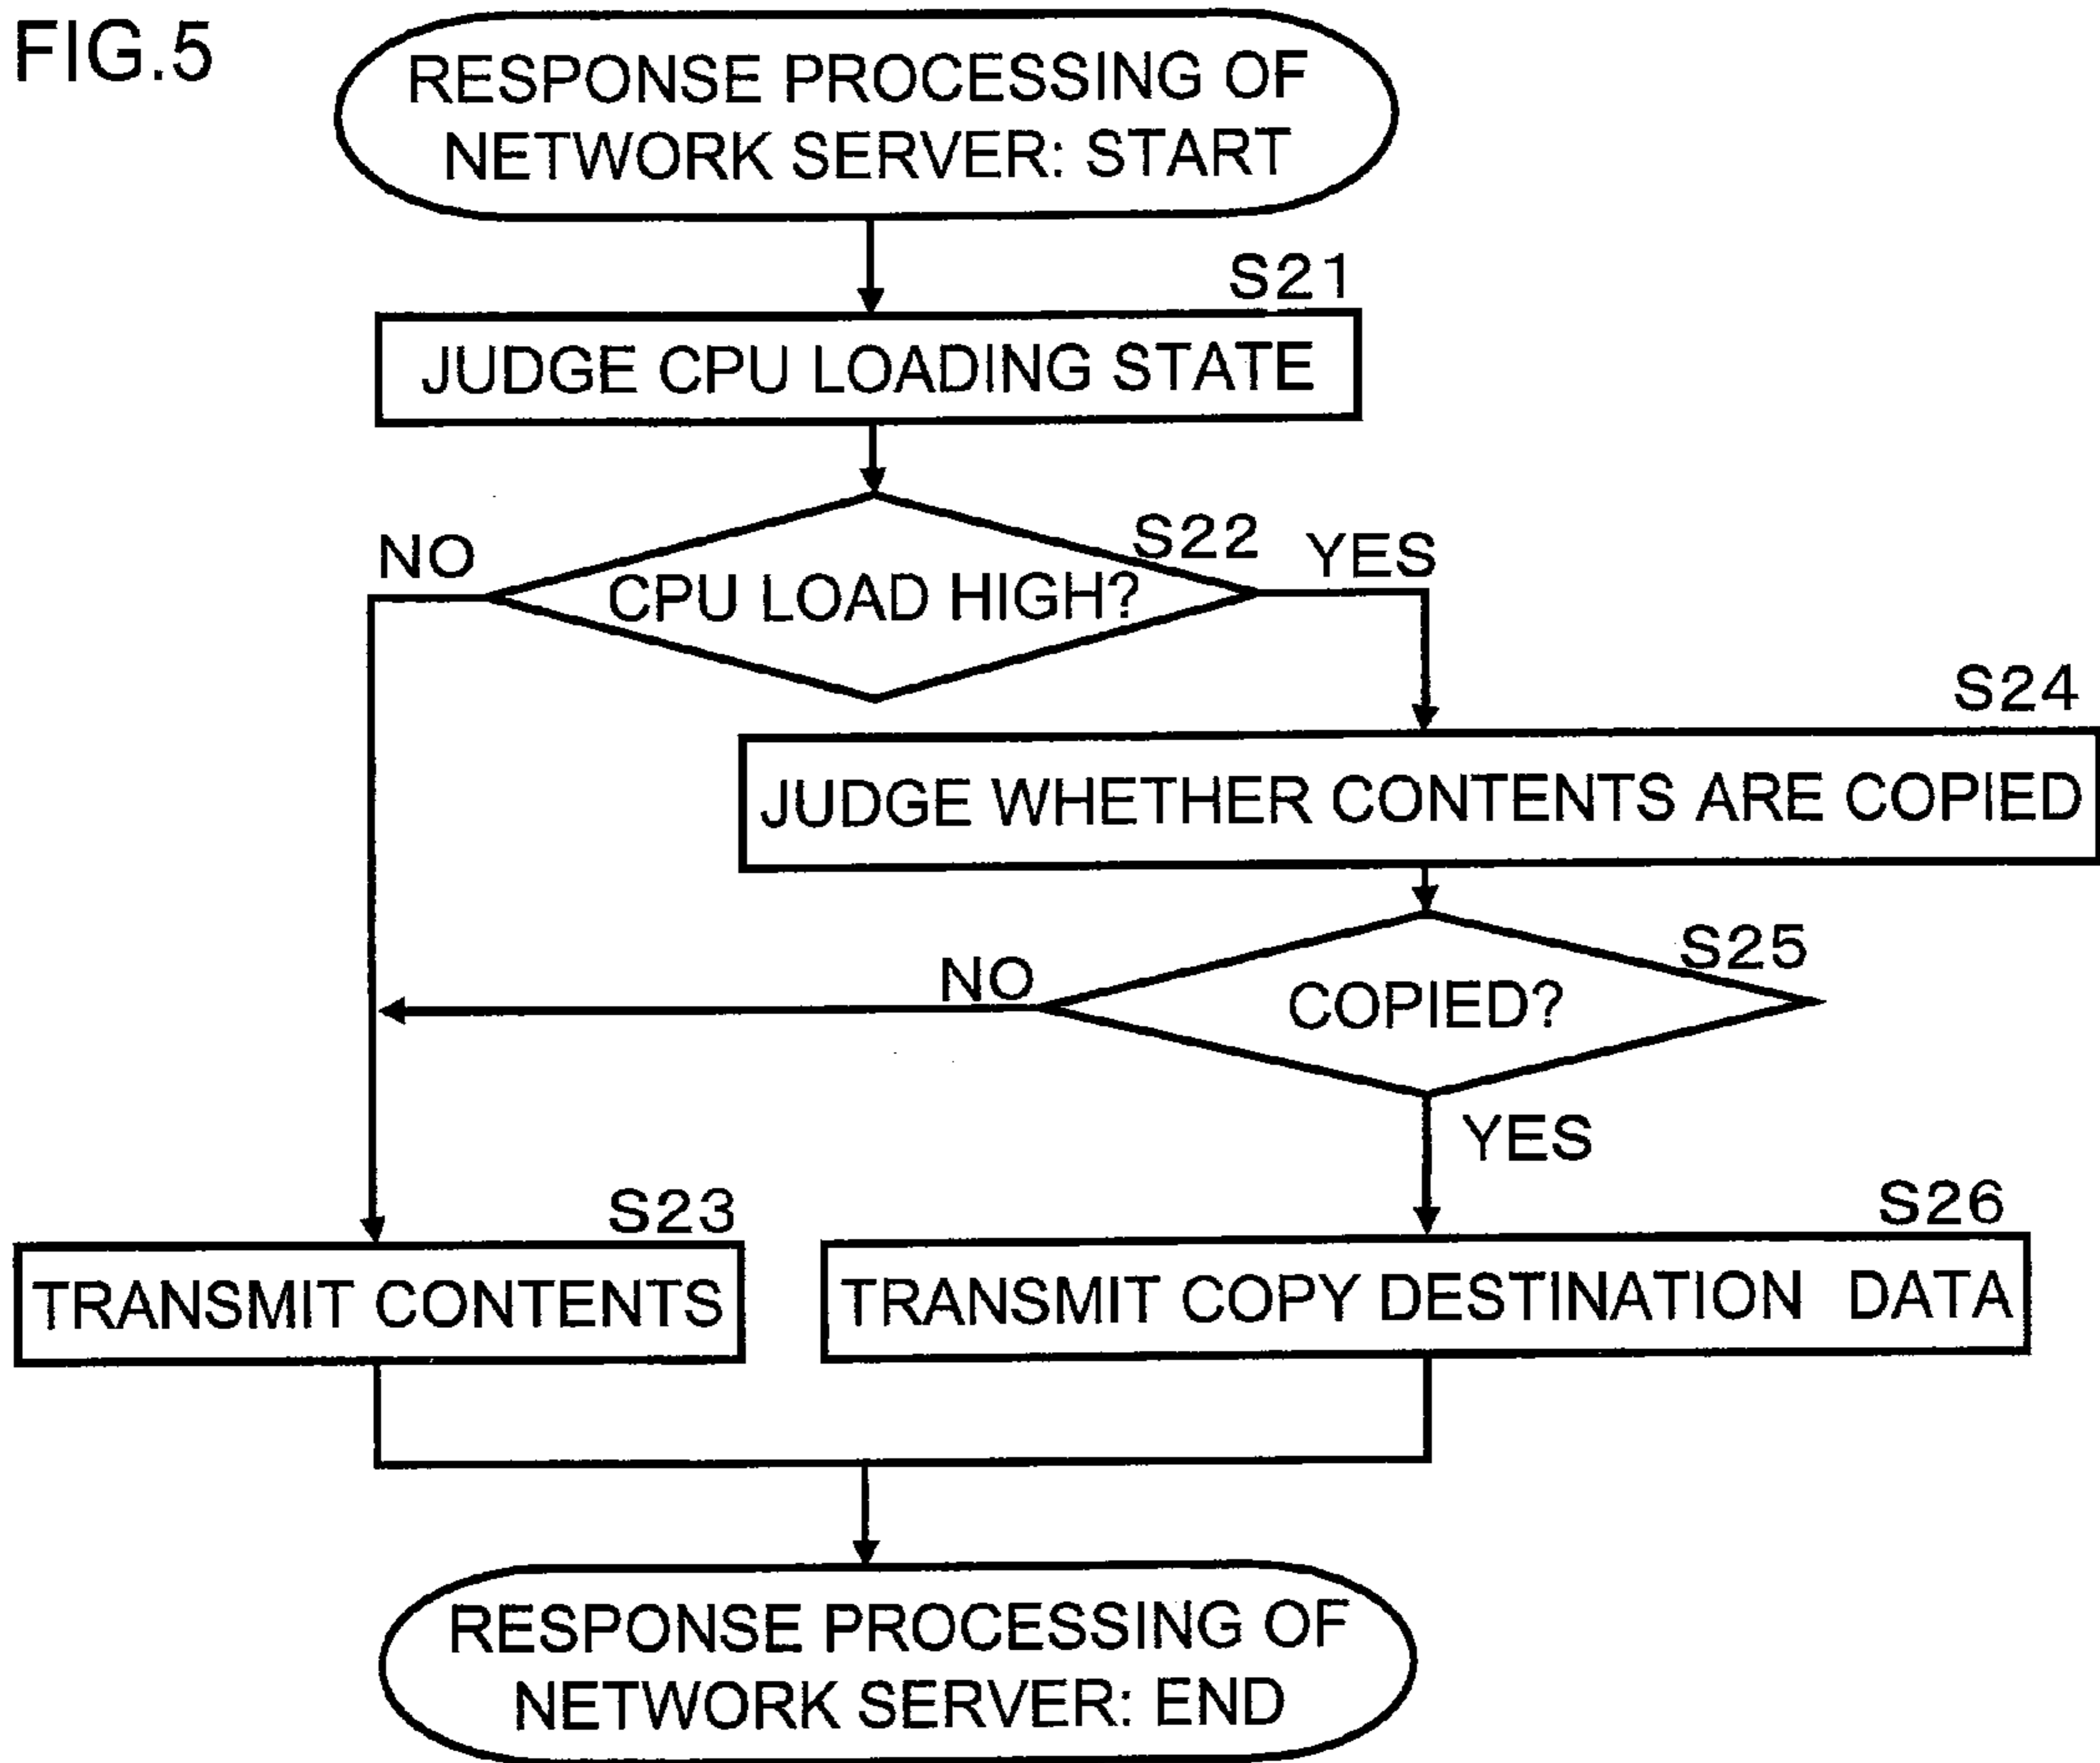 FIG.5
RESPONSE PROCESSING OF
NETWORK SERVER: START
S21
JUDGE CPU LOADING STATE
S22
NO
YES
CPU LOAD HIGH?
S24
JUDGE WHETHER CONTENTS ARE COPIED
S25
NO
COPIED?
YES
S23
S26
TRANSMIT CONTENTS
TRANSMIT COPY DESTINATION DATA
RESPONSE PROCESSING OF
NETWORK SERVER: END